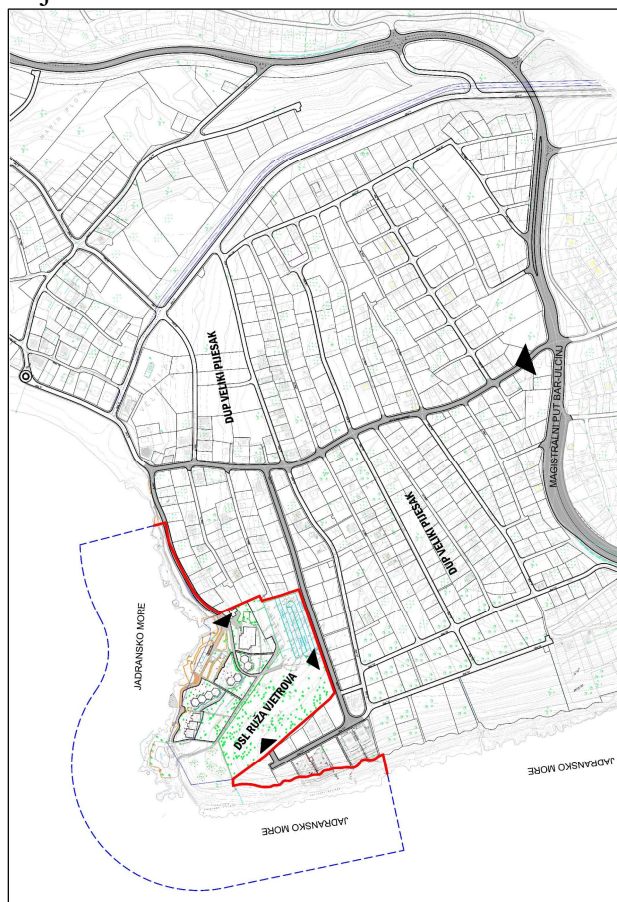 DUP VELIKI PIJESAK
MAGISTRALNI PUT BAR-ULCINJ
DUP VELIKI PIJESAK
JADRANSKO MORE
DSL RUŽA VJETROVA
JADRANSKO MORE
JADRANSKO MORE